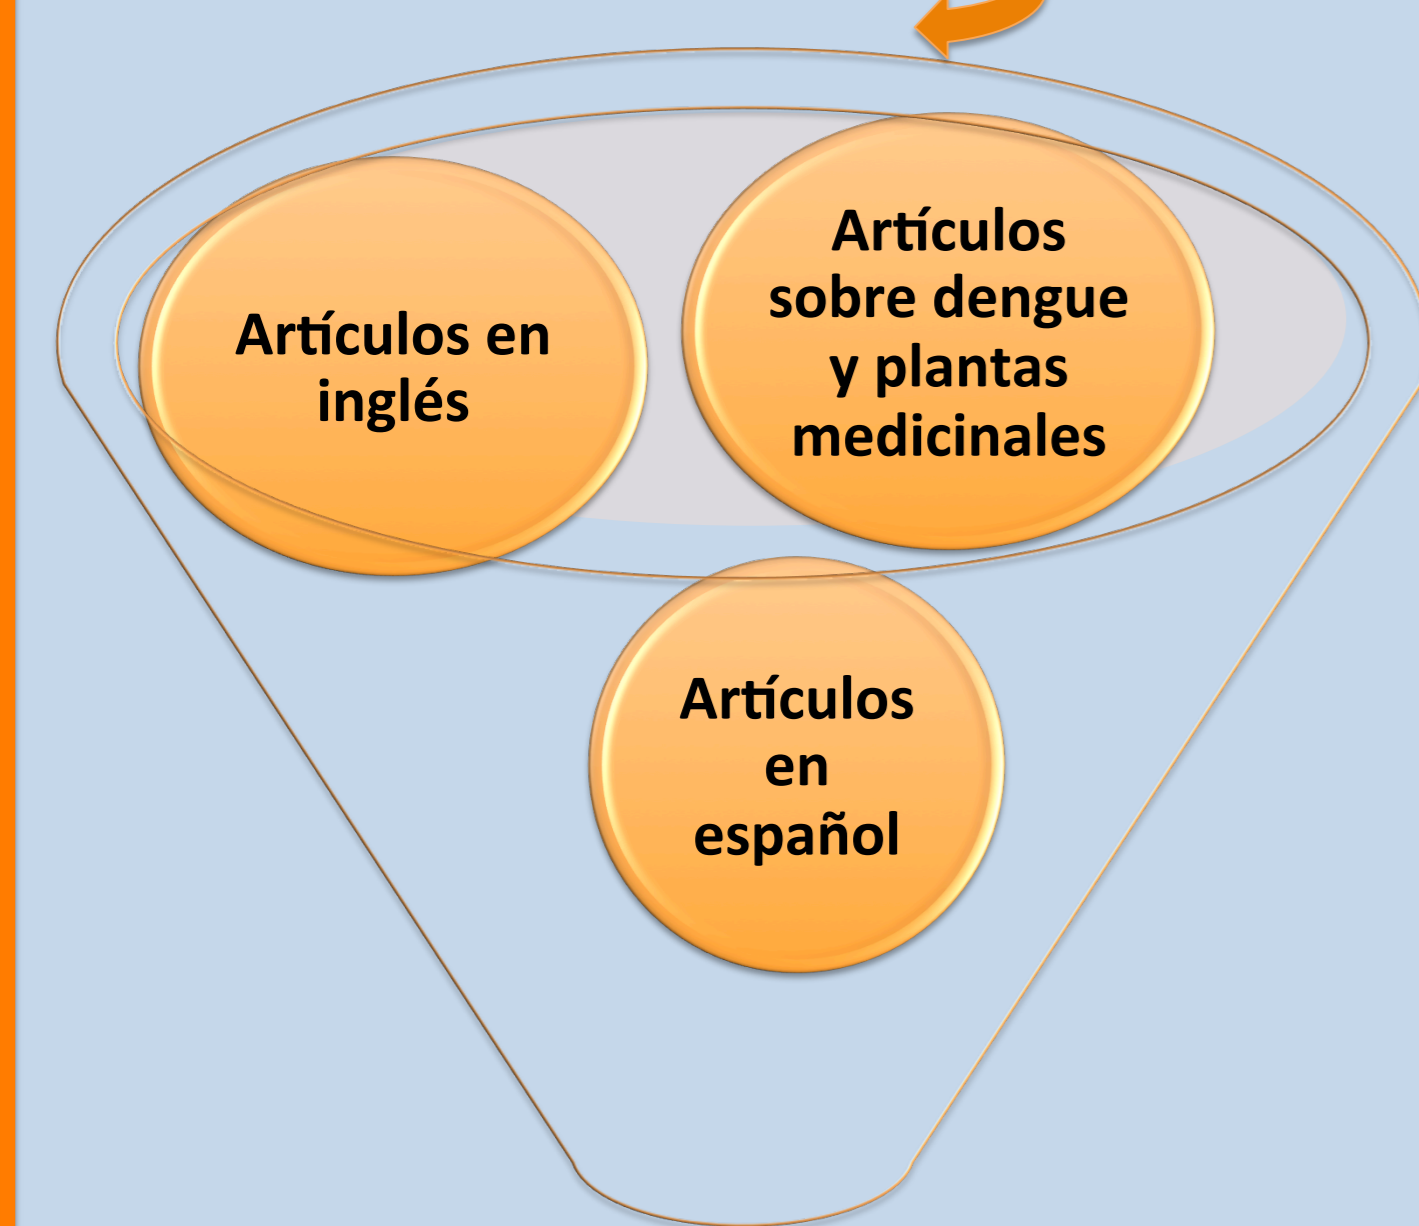 Artículos en
inglés
Artículos
sobre dengue
y plantas
medicinales
Artículos
en
español